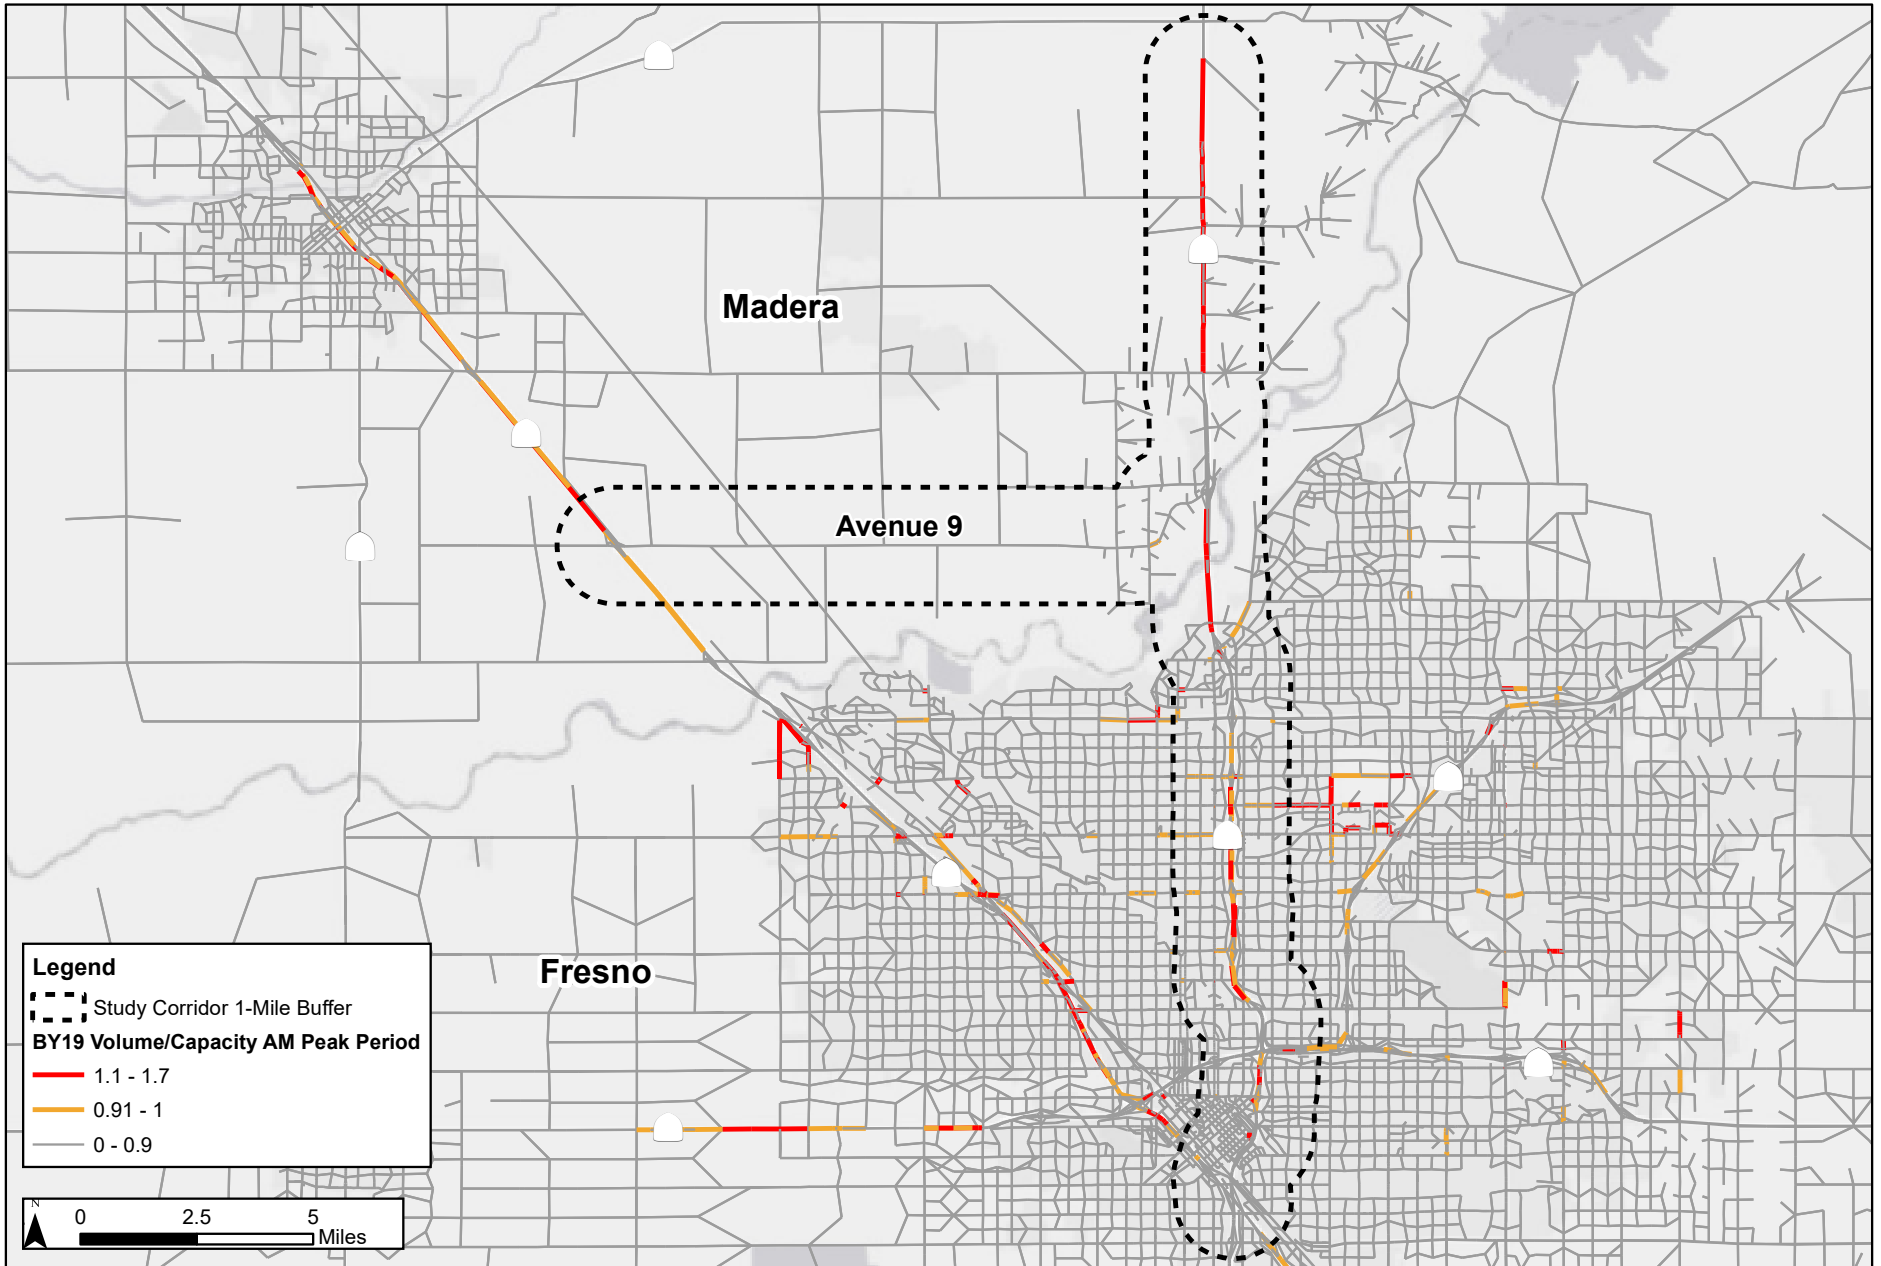 Madera
Avenue 9
Fresno
Legend
Study Corridor 1-Mile Buffer
BY19 Volume/Capacity AM Peak Period
1.1 - 1.7
0.91 - 1
0 - 0.9
N
0 2.5 5
Miles